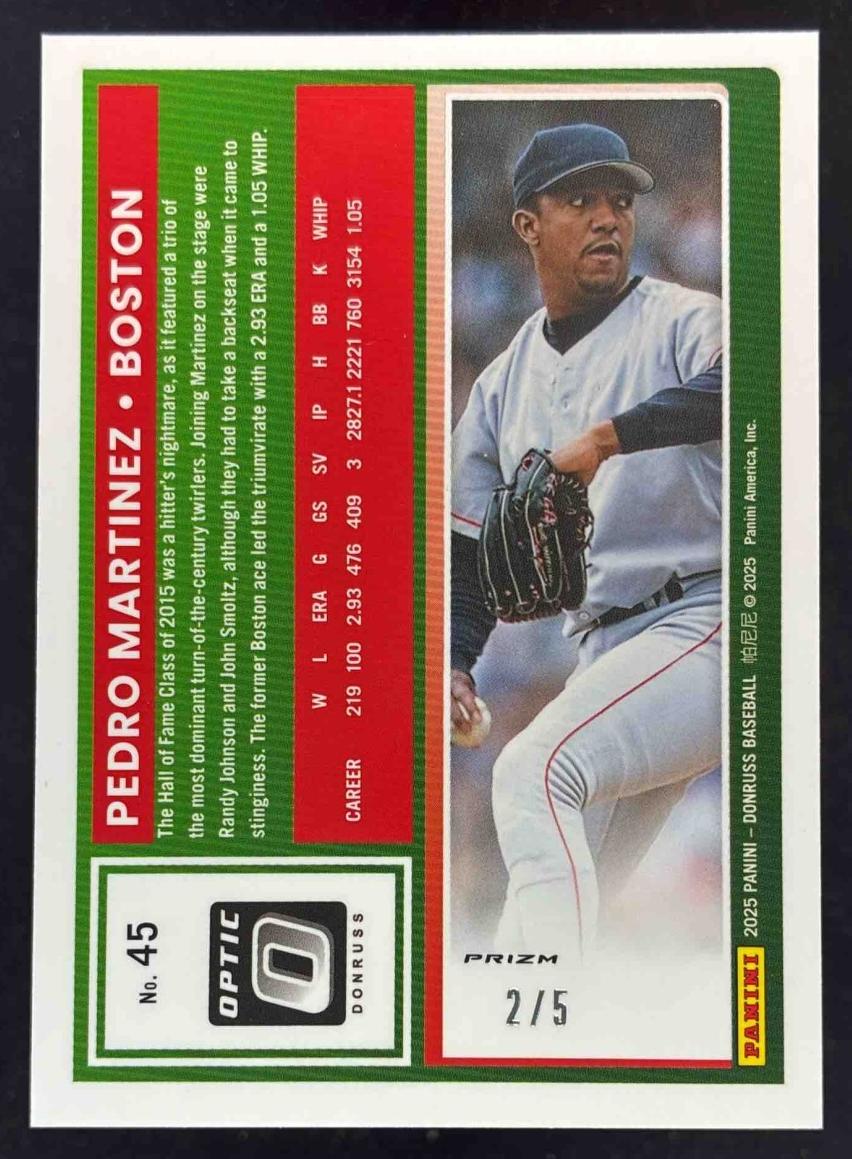 PEDRO MARTINEZ • BOSTON
The Hall of Fame Class of 2015 was a hitter's nightmare, as it featured a trio of
the most dominant turn-of-the-century twirlers. Joining Martinez on the stage were
Randy Johnson and John Smoltz, although they had to take a backseat when it came to
stinginess. The former Boston ace led the triumvirate with a 2.93 ERA and a 1.05 WHIP.
W L ERA G GS SV IP H BB K WHIP
CAREER 219 100 2.93 476 409 3 2827.1 2221 760 3154 1.05
No. 45
OPTIC
DONRUSS
PRIZM
2/5
PANINI 2025 PANINI – DONRUSS BASEBALL 帕尼尼 © 2025 Panini America, Inc.